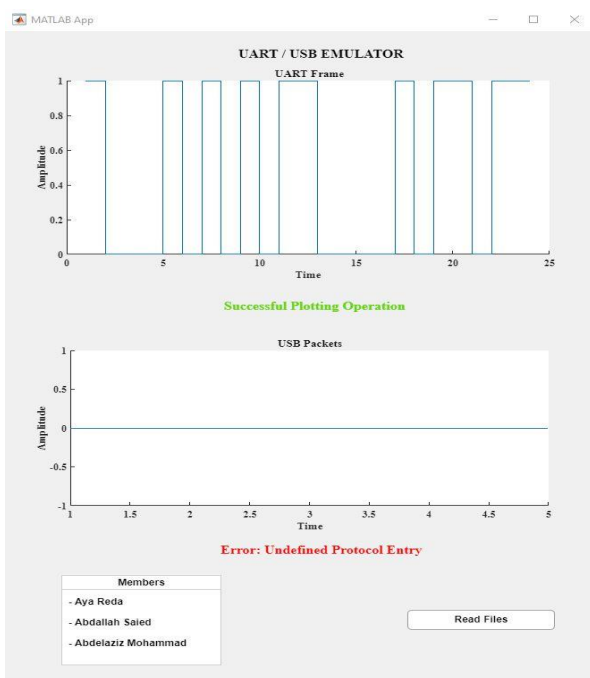 MATLAB App
UART / USB EMULATOR
UART Frame
1
0.8
0.6
0.4
0.2
0
Amplitude
0 5 10 15 20 25
Time
Successful Plotting Operation
USB Packets
1
0.5
0
-0.5
-1
Amplitude
1 1.5 2 2.5 3 3.5 4 4.5 5
Time
Error: Undefined Protocol Entry
Members
- Aya Reda
- Abdallah Saied
- Abdelaziz Mohammad
Read Files